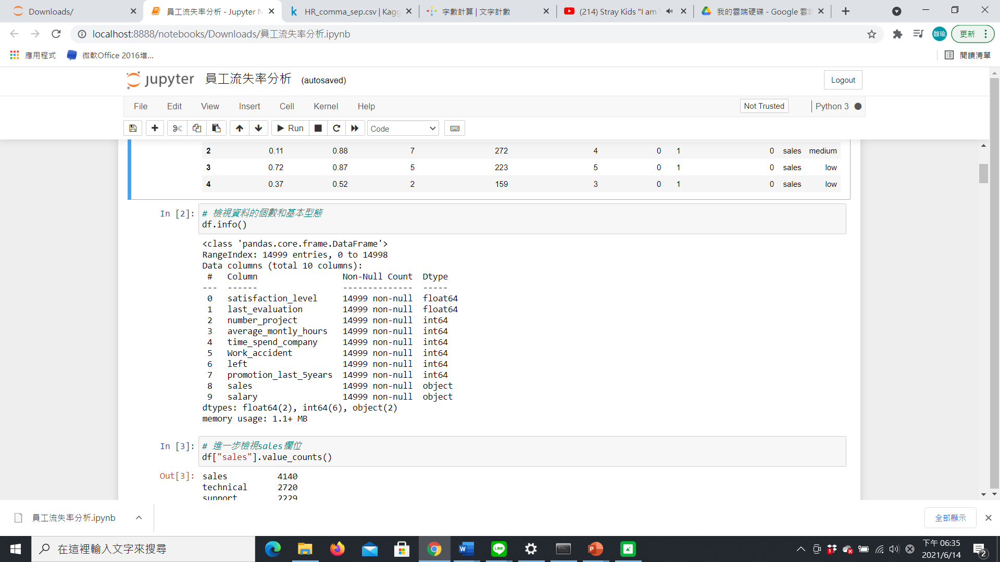 Downloads/
員工流失率分析 - Jupyter N
HR_comma_sep.csv | Kagg
字數計算 | 文字計數
(214) Stray Kids "I am
我的雲端硬碟 - Google 雲
localhost:8888/notebooks/Downloads/員工流失率分析.ipynb
馥瑜
更新
應用程式
微軟Office 2016增...
閱讀清單
jupyter
員工流失率分析
(autosaved)
Logout
File Edit View Insert Cell Kernel Help
Not Trusted
Python 3
Run
Code
2 0.11 0.88 7 272 4 0 1 0 sales medium
3 0.72 0.87 5 223 5 0 1 0 sales low
4 0.37 0.52 2 159 3 0 1 0 sales low
In [2]:
# 檢視資料的個數和基本型態
df.info()
<class 'pandas.core.frame.DataFrame'>
RangeIndex: 14999 entries, 0 to 14998
Data columns (total 10 columns):
# Column Non-Null Count Dtype
--- ------ -------------- -----
0 satisfaction_level 14999 non-null float64
1 last_evaluation 14999 non-null float64
2 number_project 14999 non-null int64
3 average_montly_hours 14999 non-null int64
4 time_spend_company 14999 non-null int64
5 Work_accident 14999 non-null int64
6 left 14999 non-null int64
7 promotion_last_5years 14999 non-null int64
8 sales 14999 non-null object
9 salary 14999 non-null object
dtypes: float64(2), int64(6), object(2)
memory usage: 1.1+ MB
In [3]:
# 進一步檢視sales欄位
df["sales"].value_counts()
Out[3]:
sales 4140
technical 2720
support 2229
員工流失率分析.ipynb
全部顯示
在這裡輸入文字來搜尋
下午 06:35
2021/6/14
2